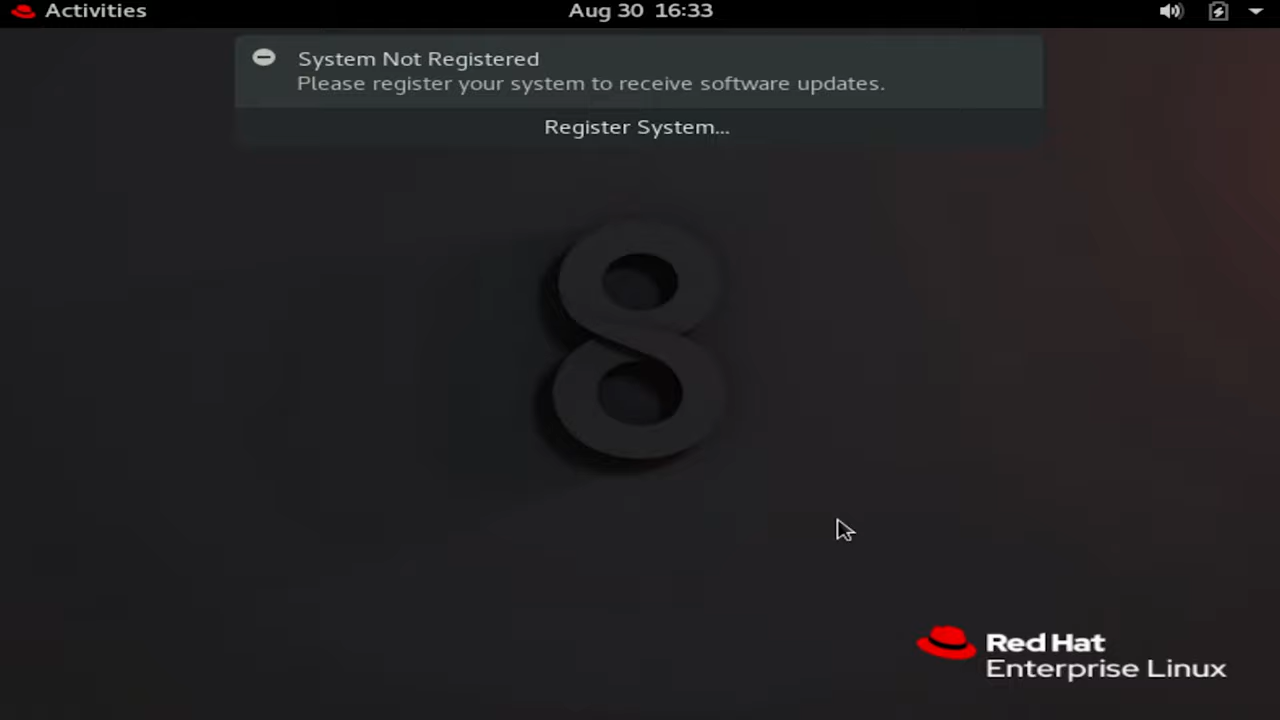 Activities
Aug 30 16:33
System Not Registered
Please register your system to receive software updates.
Register System...
8
Red Hat
Enterprise Linux